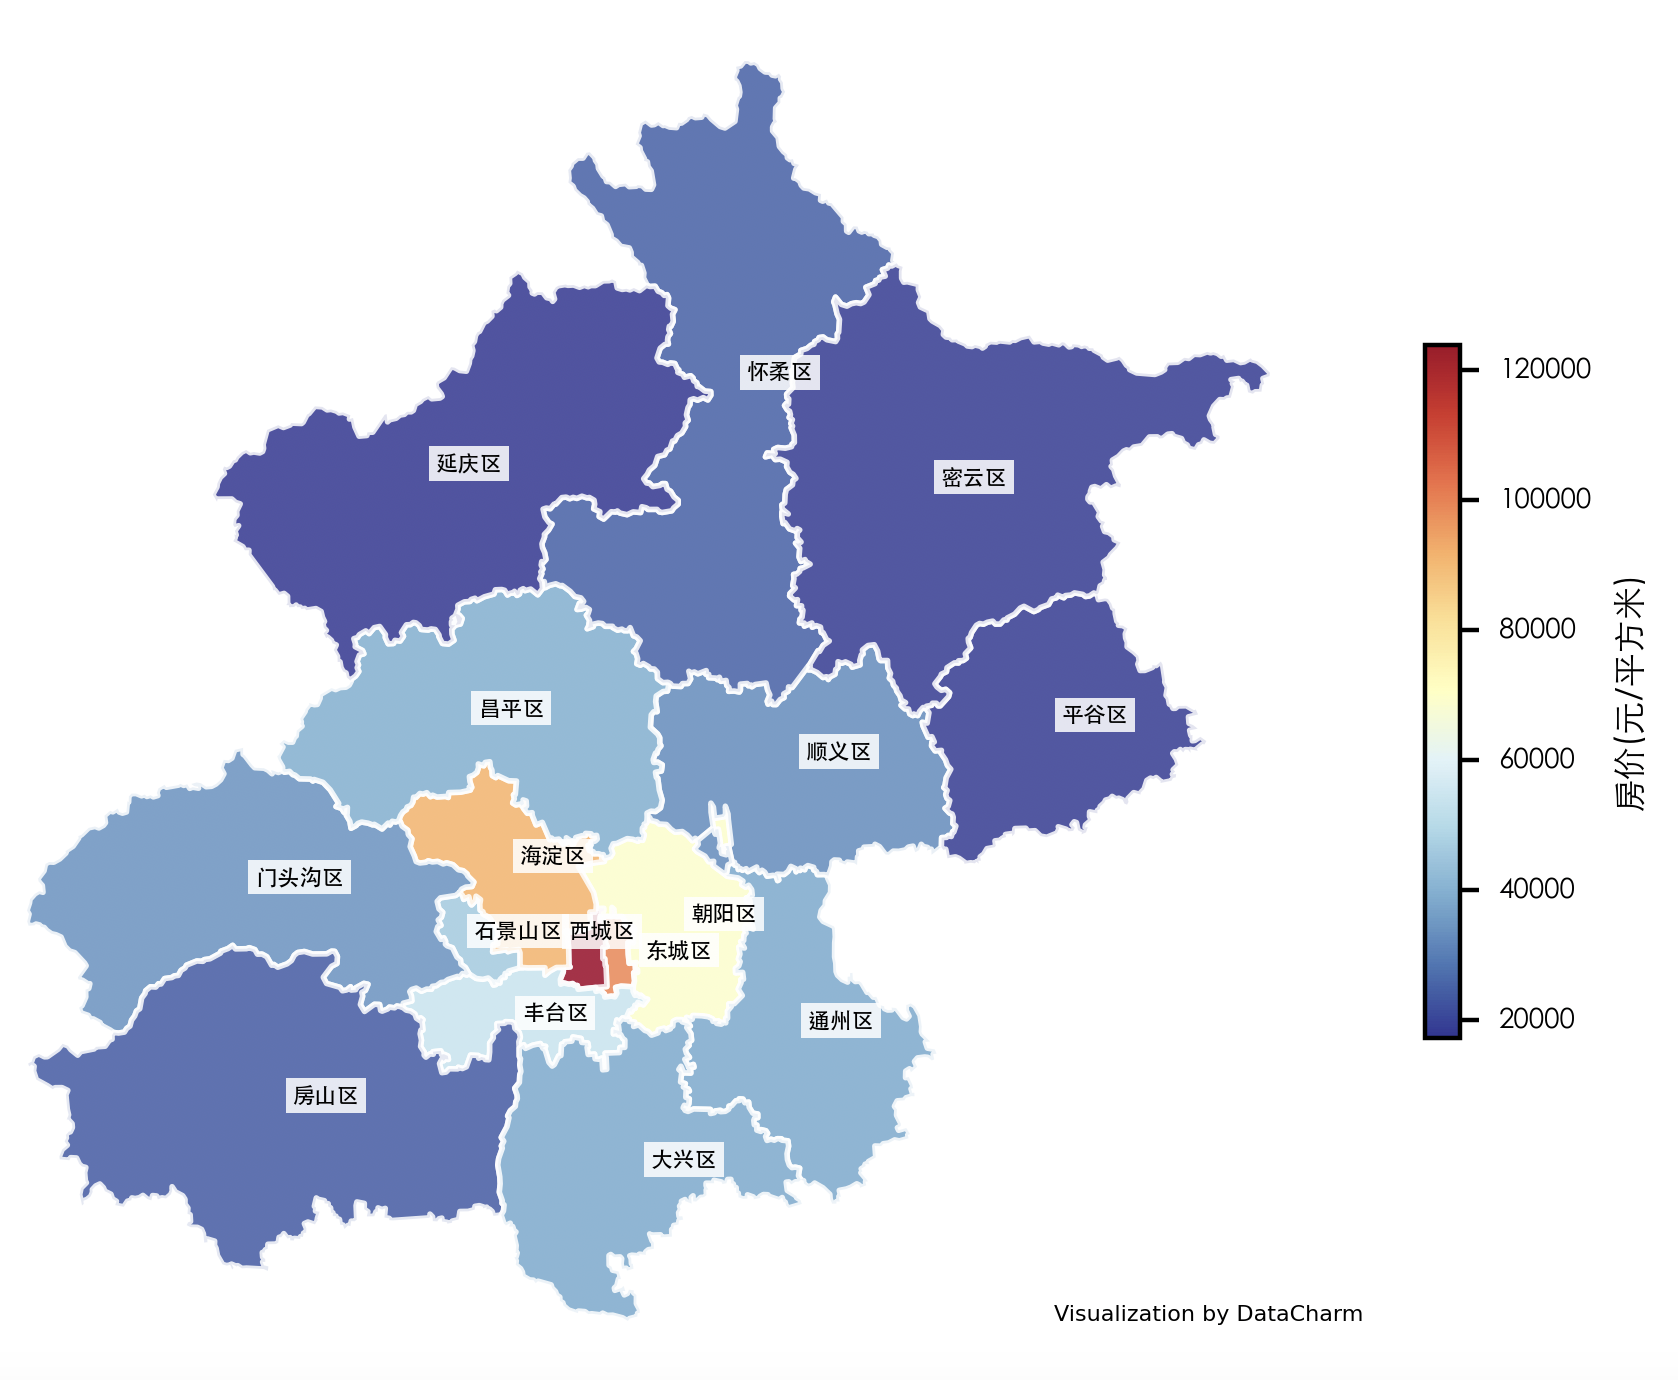 怀柔区
延庆区
密云区
昌平区
平谷区
顺义区
海淀区
门头沟区
朝阳区
石景山区
西城区
东城区
丰台区
通州区
房山区
大兴区
120000
100000
80000
60000
40000
20000
房价(元/平方米)
Visualization by DataCharm